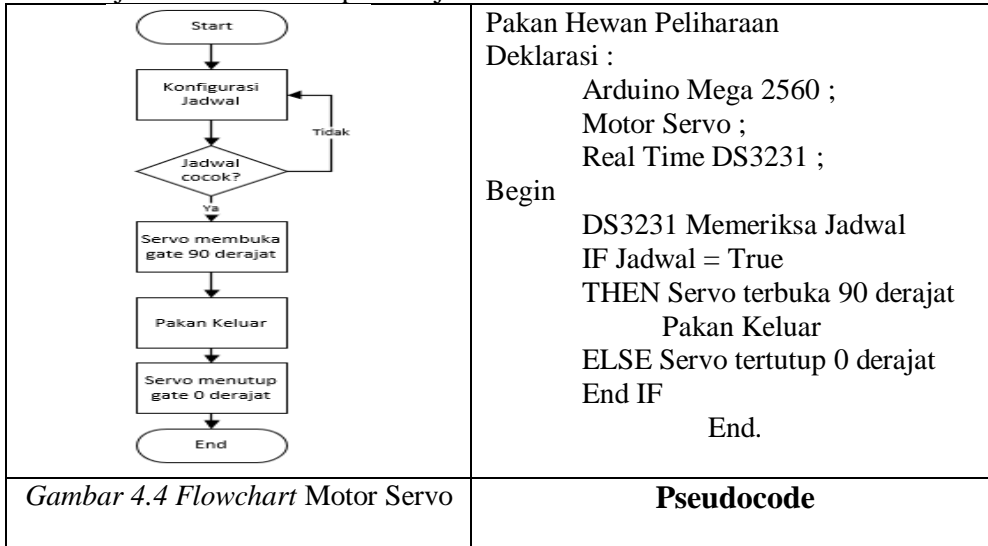 Start
Konfigurasi
Jadwal
Tidak
Jadwal
cocok?
Ya
Servo membuka
gate 90 derajat
Pakan Keluar
Servo menutup
gate 0 derajat
End
Gambar 4.4 Flowchart Motor Servo
Pakan Hewan Peliharaan
Deklarasi :
Arduino Mega 2560 ;
Motor Servo ;
Real Time DS3231 ;
Begin
DS3231 Memeriksa Jadwal
IF Jadwal = True
THEN Servo terbuka 90 derajat
Pakan Keluar
ELSE Servo tertutup 0 derajat
End IF
End.
Pseudocode